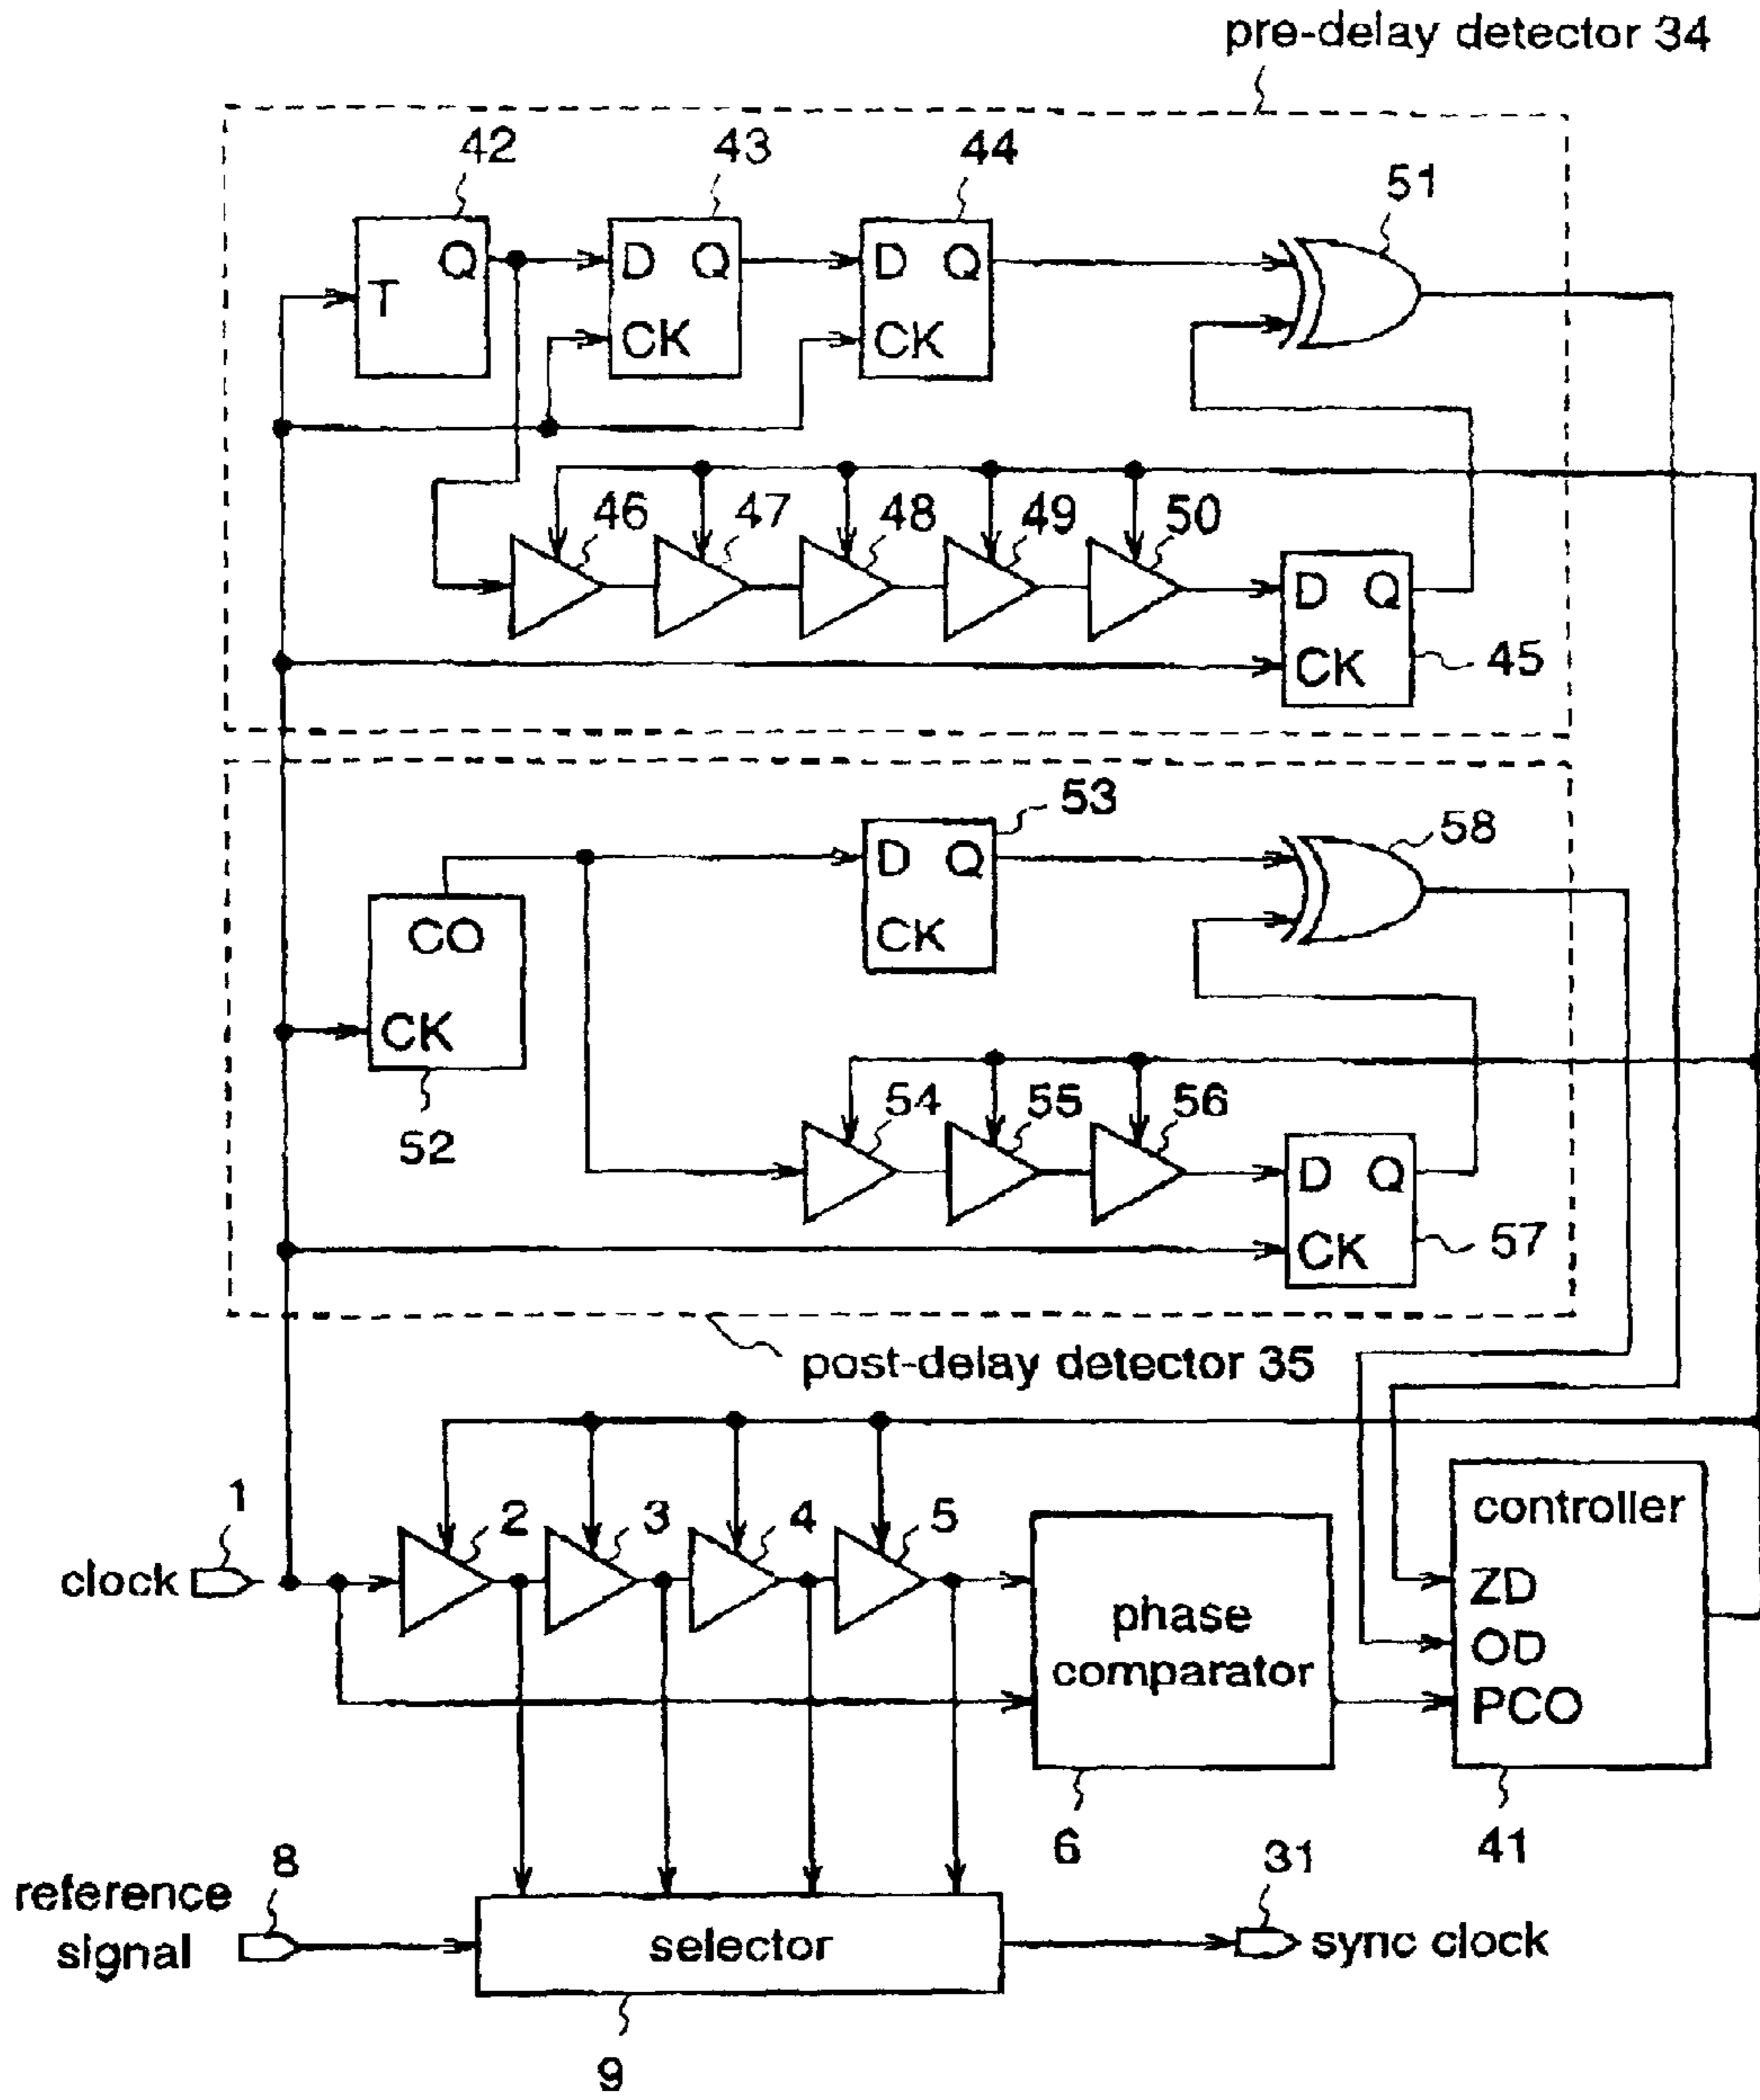 pre-delay detector 34
42
43
44
51
Q
D Q
D Q
T
CK
CK
46
47
48
49
50
D Q
CK
45
53
58
D Q
CO
CK
CK
52
54
55
56
D Q
CK
57
post-delay detector 35
1
2
3
4
5
controller
clock
ZD
phase
comparator
OD
PCO
6
41
8
31
reference
signal
selector
sync clock
9